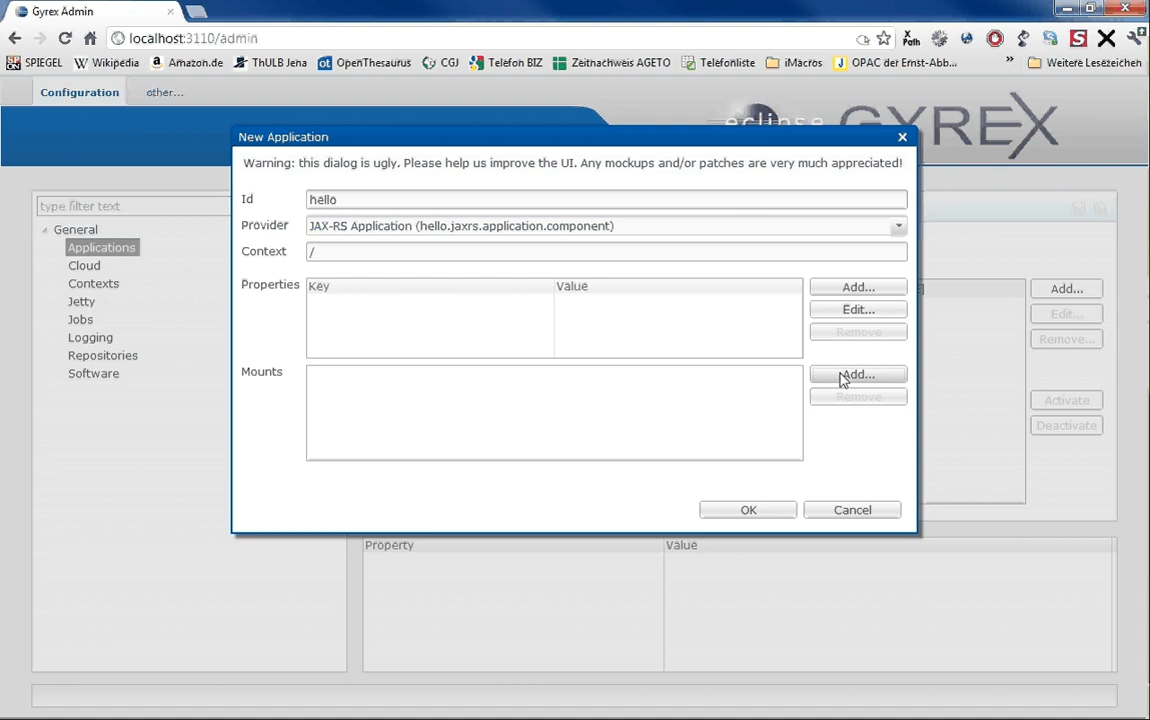 Gyrex Admin
localhost:3110/admin
SPIEGEL Wikipedia Amazon.de ThULB Jena OpenThesaurus CGJ Telefon BIZ Zeitnachweis AGETO Telefonliste iMacros OPAC der Ernst-Abb... » Weitere Lesezeichen
Configuration other...
eclipse GYREX
New Application
Warning: this dialog is ugly. Please help us improve the UI. Any mockups and/or patches are very much appreciated!
Id hello
Provider JAX-RS Application (hello.jaxrs.application.component)
Context /
Properties Key Value Add...
Edit...
Remove
Mounts Add...
Remove
OK Cancel
type filter text
General
Applications
Cloud
Contexts
Jetty
Jobs
Logging
Repositories
Software
Add...
Edit...
Remove...
Activate
Deactivate
Property Value